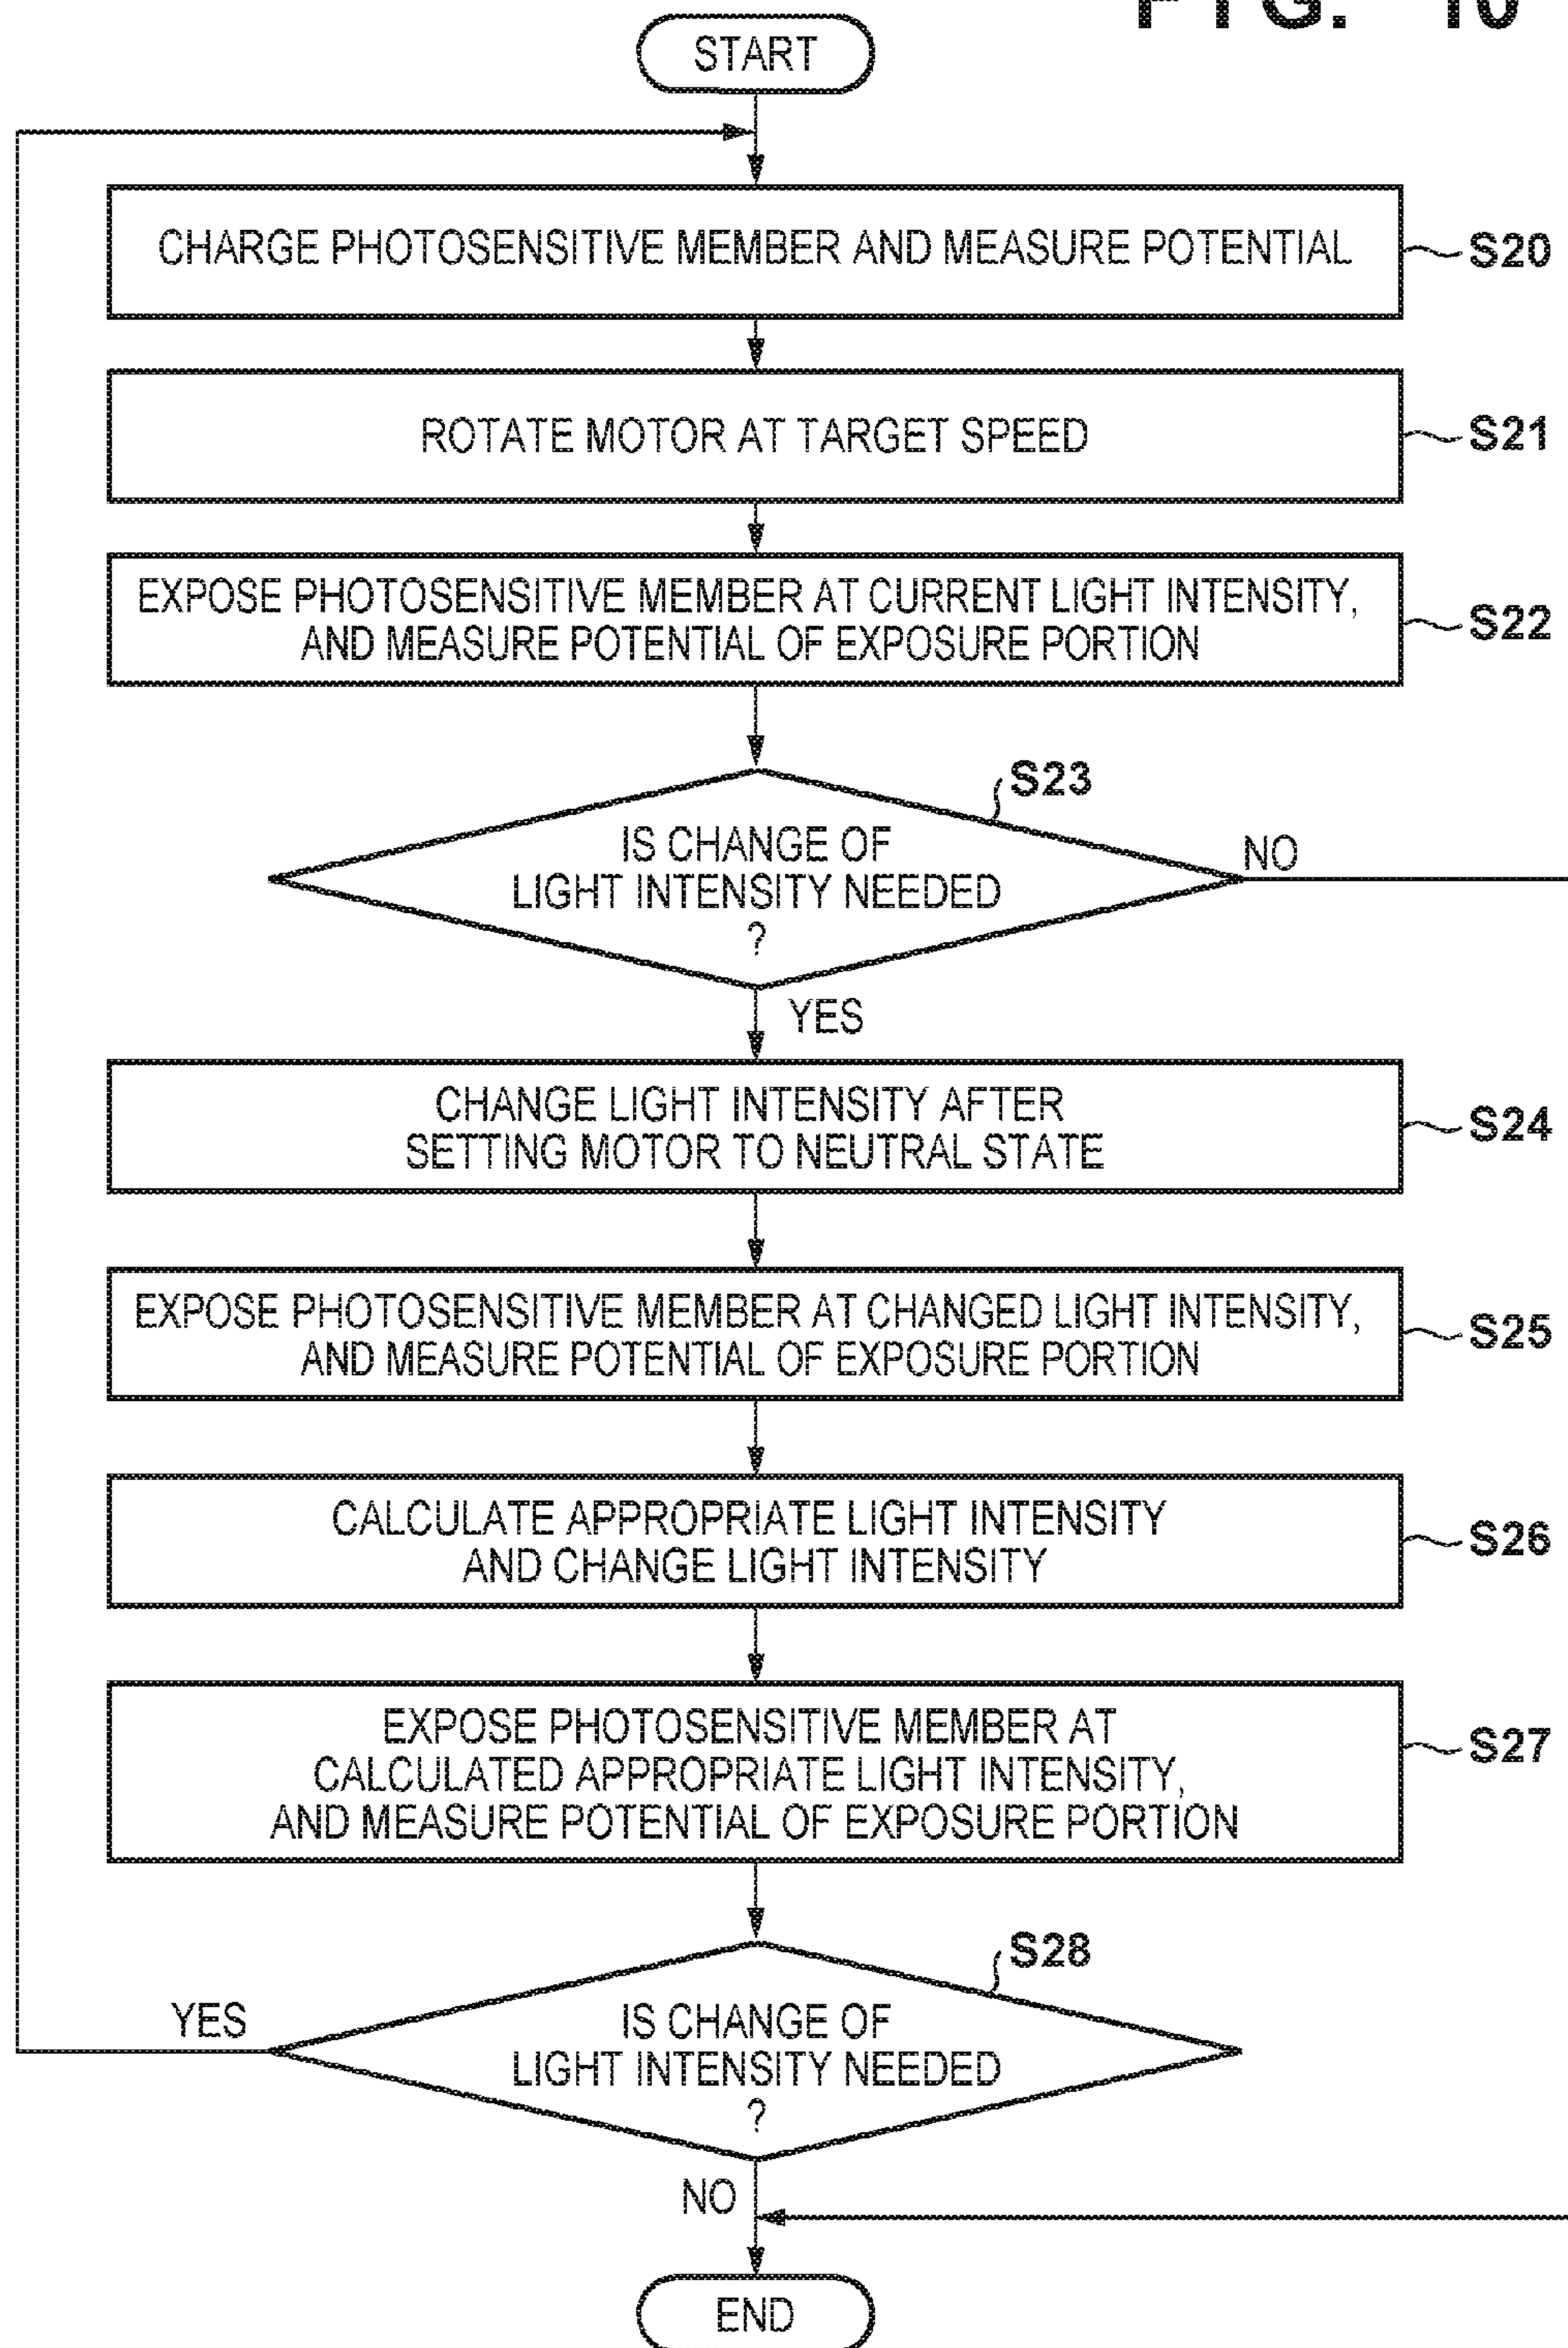 FIG. 10
START
CHARGE PHOTOSENSITIVE MEMBER AND MEASURE POTENTIAL
S20
ROTATE MOTOR AT TARGET SPEED
S21
EXPOSE PHOTOSENSITIVE MEMBER AT CURRENT LIGHT INTENSITY,
AND MEASURE POTENTIAL OF EXPOSURE PORTION
S22
S23
IS CHANGE OF
LIGHT INTENSITY NEEDED
?
NO
YES
CHANGE LIGHT INTENSITY AFTER
SETTING MOTOR TO NEUTRAL STATE
S24
EXPOSE PHOTOSENSITIVE MEMBER AT CHANGED LIGHT INTENSITY,
AND MEASURE POTENTIAL OF EXPOSURE PORTION
S25
CALCULATE APPROPRIATE LIGHT INTENSITY
AND CHANGE LIGHT INTENSITY
S26
EXPOSE PHOTOSENSITIVE MEMBER AT
CALCULATED APPROPRIATE LIGHT INTENSITY,
AND MEASURE POTENTIAL OF EXPOSURE PORTION
S27
S28
YES
IS CHANGE OF
LIGHT INTENSITY NEEDED
?
NO
END